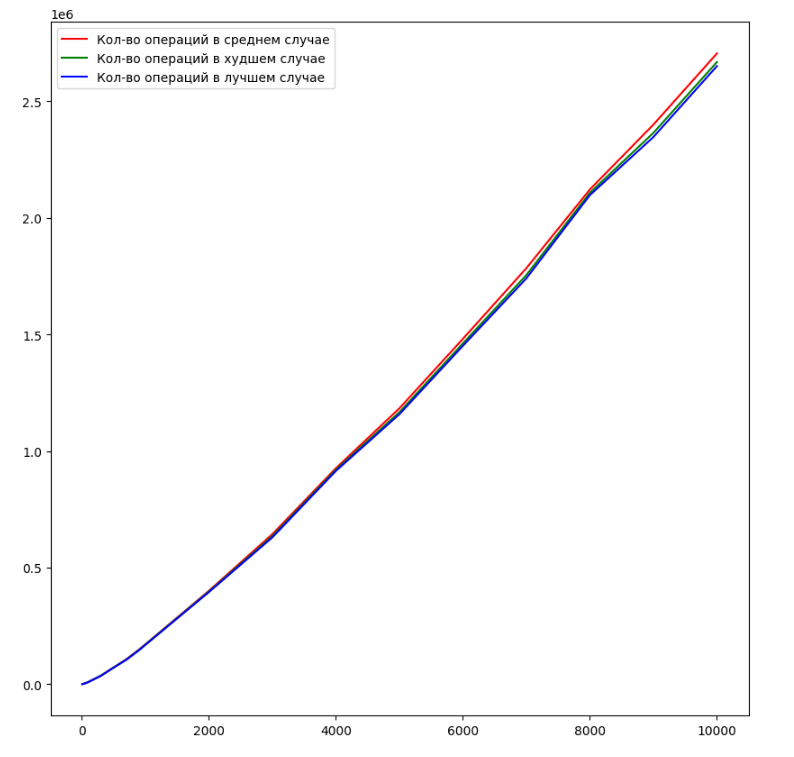 1e6
Кол-во операций в среднем случае
Кол-во операций в худшем случае
Кол-во операций в лучшем случае
2.5
2.0
1.5
1.0
0.5
0.0
0 2000 4000 6000 8000 10000